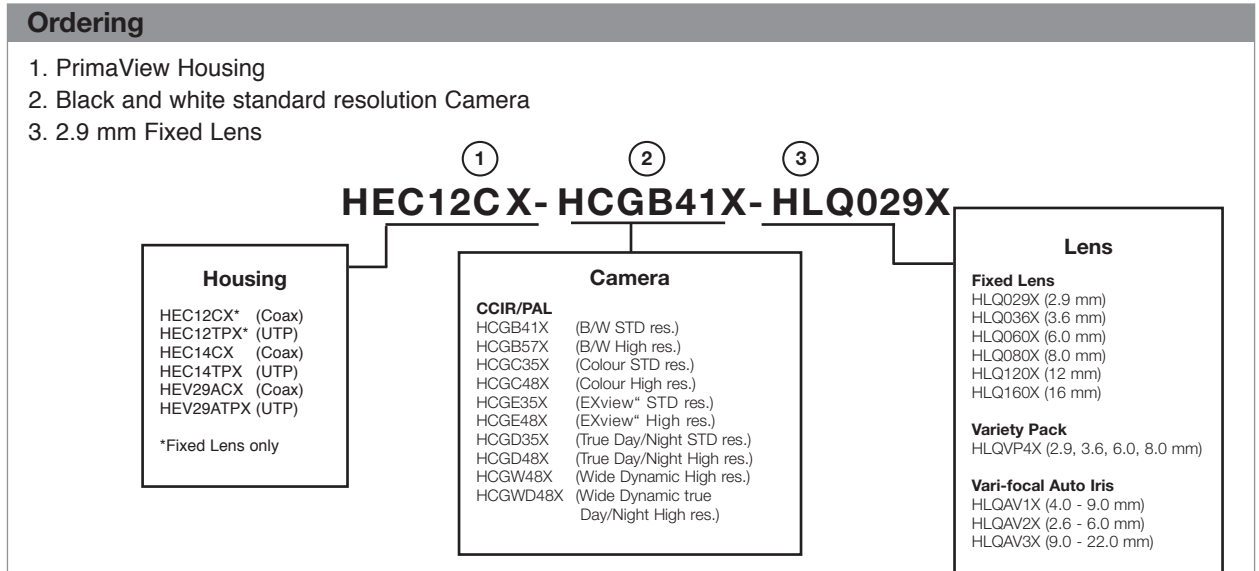 Ordering
1. PrimaView Housing
2. Black and white standard resolution Camera
3. 2.9 mm Fixed Lens
1 2 3
HEC12CX- HCGB41X- HLQ029X
Housing
HEC12CX* (Coax)
HEC12TPX* (UTP)
HEC14CX (Coax)
HEC14TPX (UTP)
HEV29ACX (Coax)
HEV29ATPX (UTP)
*Fixed Lens only
Camera
CCIR/PAL
HCGB41X (B/W STD res.)
HCGB57X (B/W High res.)
HCGC35X (Colour STD res.)
HCGC48X (Colour High res.)
HCGE35X (EXview“ STD res.)
HCGE48X (EXview“ High res.)
HCGD35X (True Day/Night STD res.)
HCGD48X (True Day/Night High res.)
HCGW48X (Wide Dynamic High res.)
HCGWD48X (Wide Dynamic true
Day/Night High res.)
Lens
Fixed Lens
HLQ029X (2.9 mm)
HLQ036X (3.6 mm)
HLQ060X (6.0 mm)
HLQ080X (8.0 mm)
HLQ120X (12 mm)
HLQ160X (16 mm)
Variety Pack
HLQVP4X (2.9, 3.6, 6.0, 8.0 mm)
Vari-focal Auto Iris
HLQAV1X (4.0 - 9.0 mm)
HLQAV2X (2.6 - 6.0 mm)
HLQAV3X (9.0 - 22.0 mm)